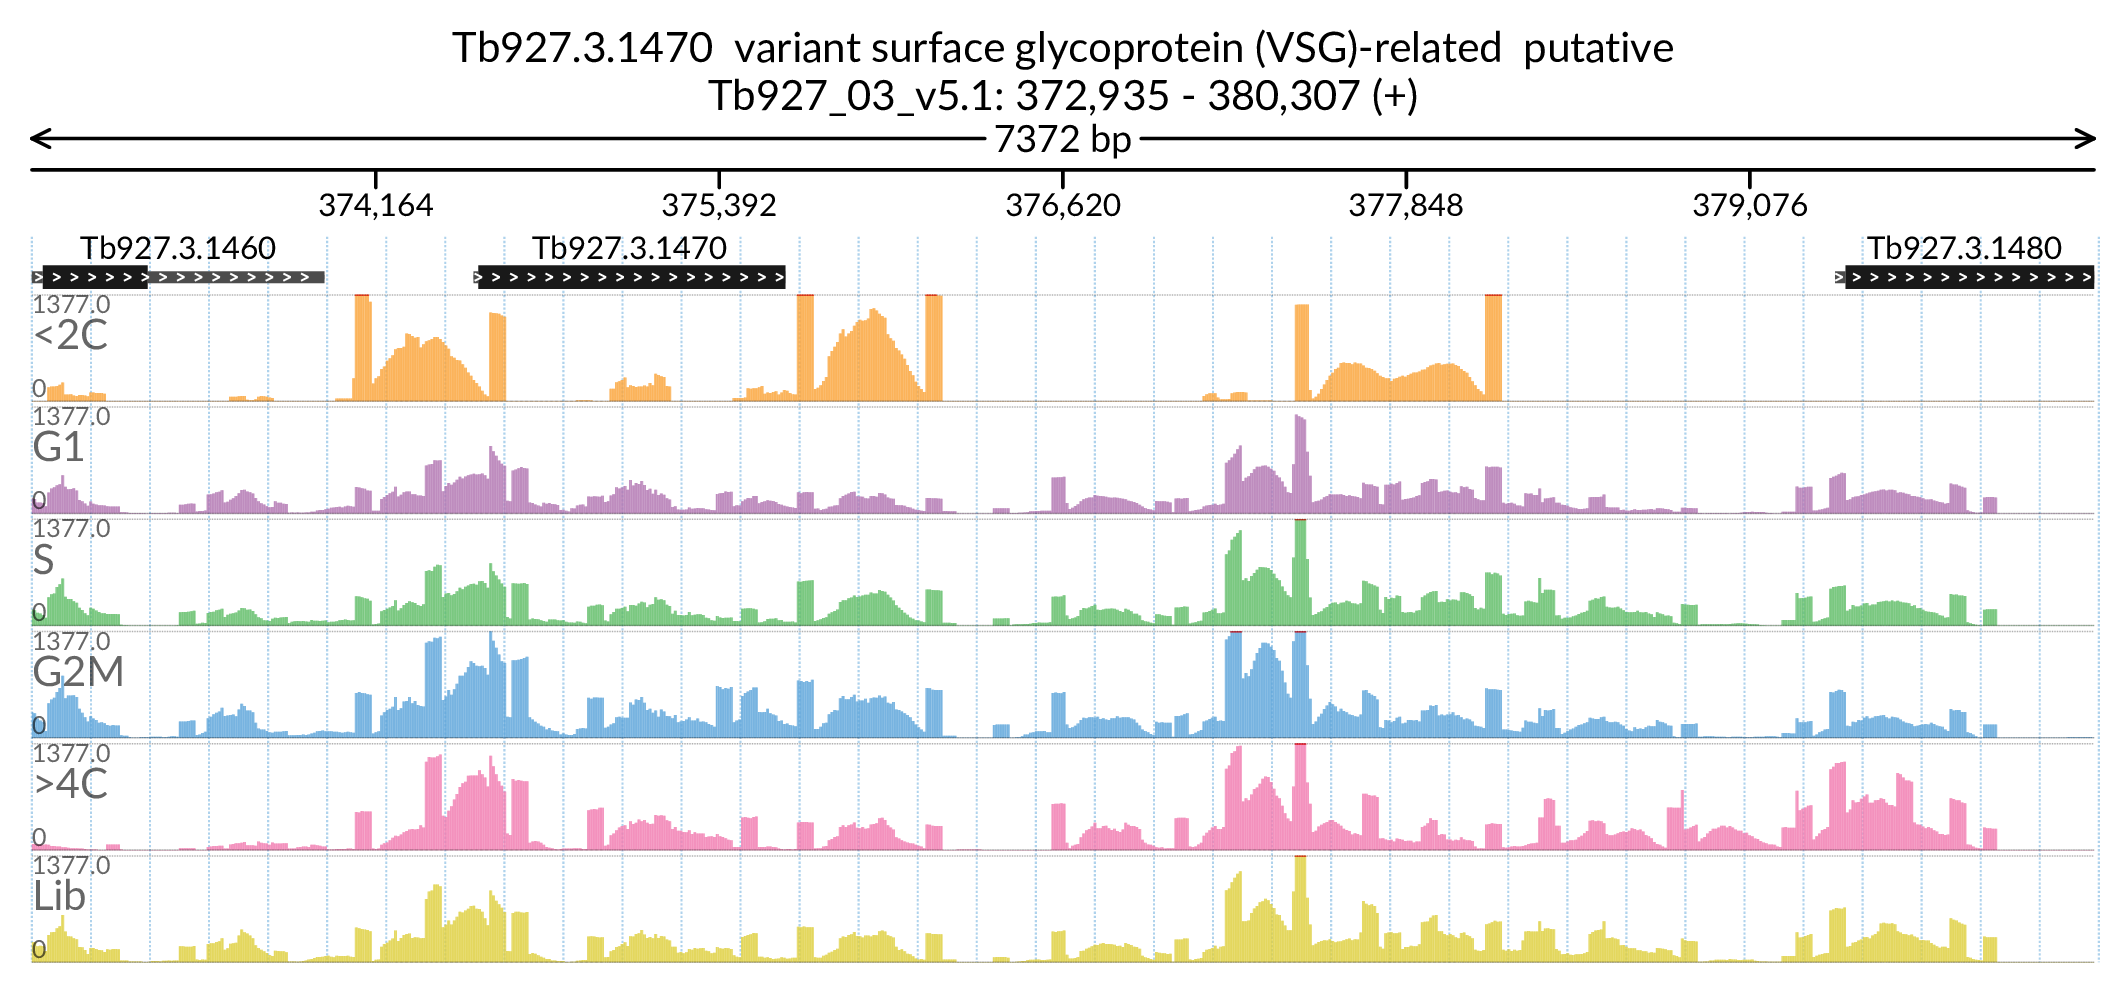 Tb927.3.1470  variant surface glycoprotein (VSG)-related  putative
Tb927_03_v5.1: 372,935 - 380,307 (+)
7372 bp
374,164 375,392 376,620 377,848 379,076
Tb927.3.1460 Tb927.3.1470 Tb927.3.1480
1377.0
<2C
0
1377.0
G1
0
1377.0
S
0
1377.0
G2M
0
1377.0
>4C
0
1377.0
Lib
0